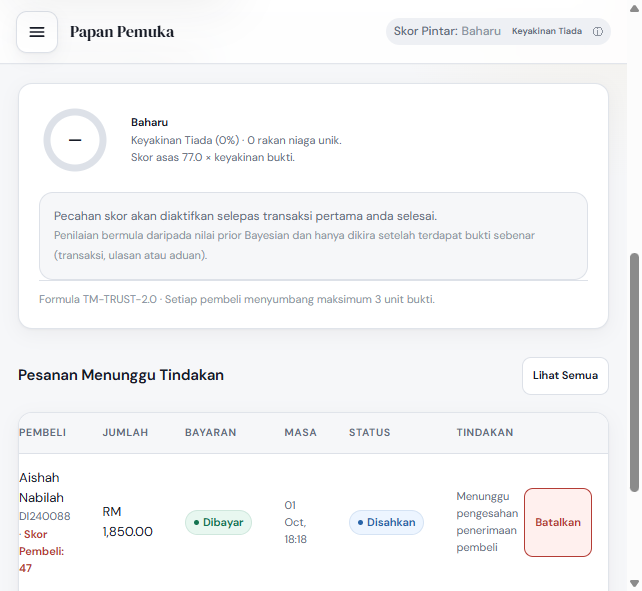 Papan Pemuka
Skor Pintar: Baharu Keyakinan Tiada
—
Baharu
Keyakinan Tiada (0%) · 0 rakan niaga unik.
Skor asas 77.0 × keyakinan bukti.
Pecahan skor akan diaktifkan selepas transaksi pertama anda selesai.
Penilaian bermula daripada nilai prior Bayesian dan hanya dikira setelah terdapat bukti sebenar
(transaksi, ulasan atau aduan).
Formula TM-TRUST-2.0 · Setiap pembeli menyumbang maksimum 3 unit bukti.
Pesanan Menunggu Tindakan
Lihat Semua
PEMBELI JUMLAH BAYARAN MASA STATUS TINDAKAN
Aishah
Nabilah
DI240088
· Skor
Pembeli:
47
RM
1,850.00
Dibayar
01
Oct,
18:18
Disahkan
Menunggu
pengesahan
penerimaan
pembeli
Batalkan